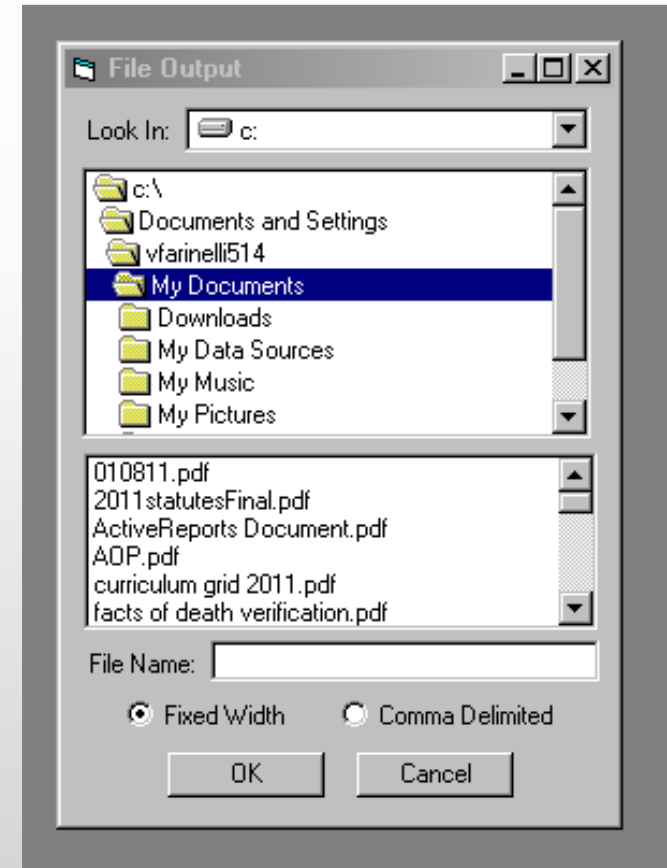 File Output
Look In: c:
c:\
Documents and Settings
vfarinelli514
My Documents
Downloads
My Data Sources
My Music
My Pictures
010811.pdf
2011statutesFinal.pdf
ActiveReports Document.pdf
AOP.pdf
curriculum grid 2011.pdf
facts of death verification.pdf
File Name:
Fixed Width Comma Delimited
OK Cancel